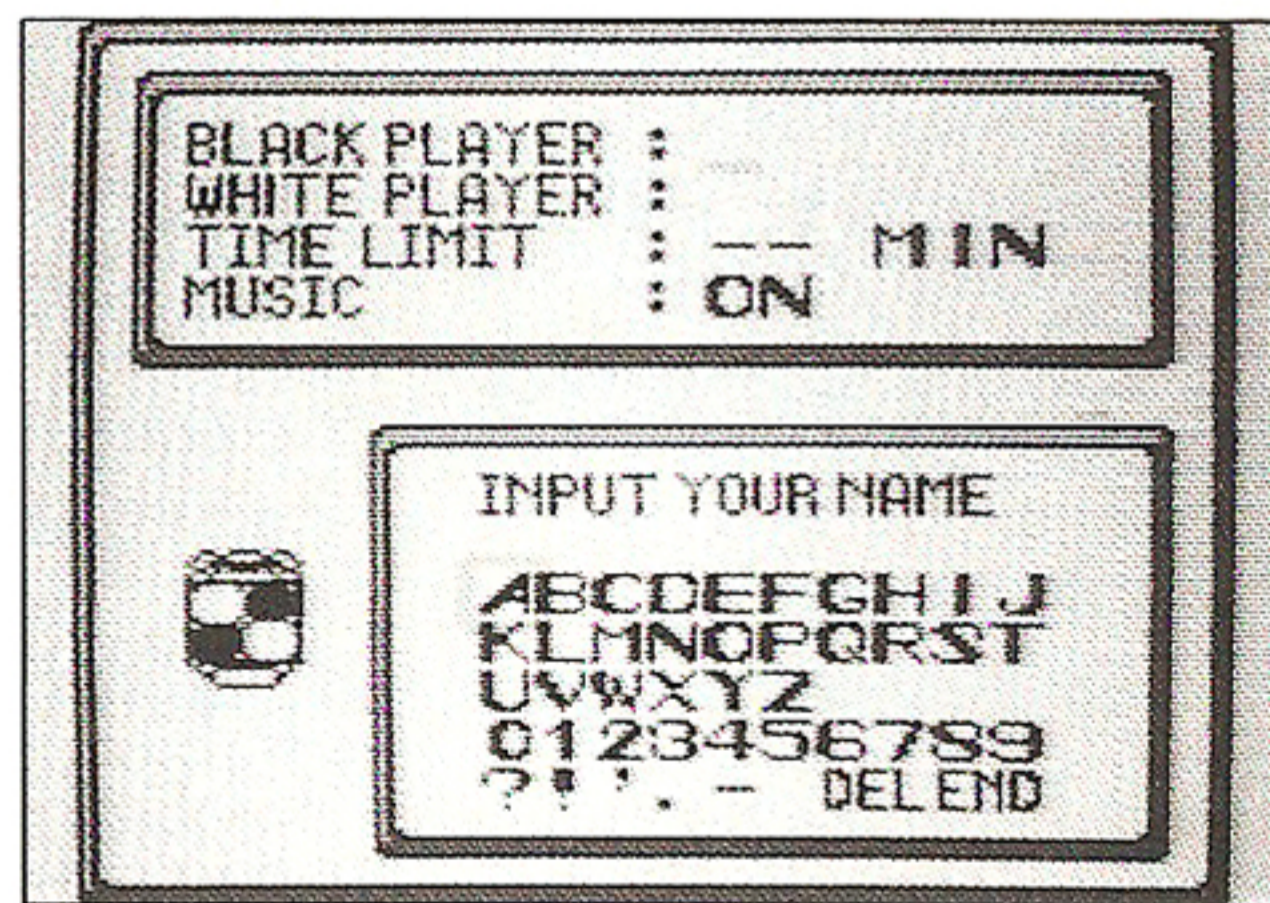 BLACK PLAYER :
WHITE PLAYER :
TIME LIMIT : -- MIN
MUSIC : ON
INPUT YOUR NAME
ABCDEFGHIJ
KLMNOPQRST
UVWXYZ
0123456789
?!'.- DEL END